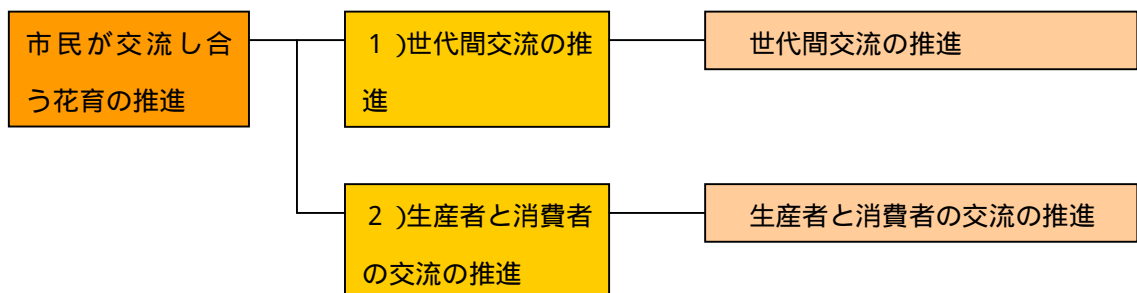 市民が交流し合
う花育の推進
１）世代間交流の推
進
世代間交流の推進
２）生産者と消費者
の交流の推進
生産者と消費者の交流の推進